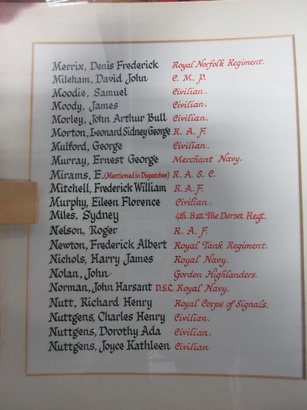 Merrix, Denis Frederick Royal Norfolk Regiment.
Mileham, David John C. M. P.
Moodie, Samuel Civilian.
Moody, James Civilian.
Morley, John Arthur Bull Civilian.
Morton, Leonard Sidney George R. A. F.
Mulford, George Civilian.
Murray, Ernest George Merchant Navy.
Mirams, E. (Mentioned in Dispatches) R. A. S. C.
Mitchell, Frederick William R. A. F.
Murphy, Eileen Florence Civilian.
Miles, Sydney 4th. Batt. The Dorset Regt.
Nelson, Roger R. A. F.
Newton, Frederick Albert Royal Tank Regiment.
Nichols, Harry James Royal Navy.
Nolan, John Gordon Highlanders.
Norman, John Harsant D.S.C. Royal Navy.
Nutt, Richard Henry Royal Corps of Signals.
Nuttgens, Charles Henry Civilian.
Nuttgens, Dorothy Ada Civilian.
Nuttgens, Joyce Kathleen Civilian